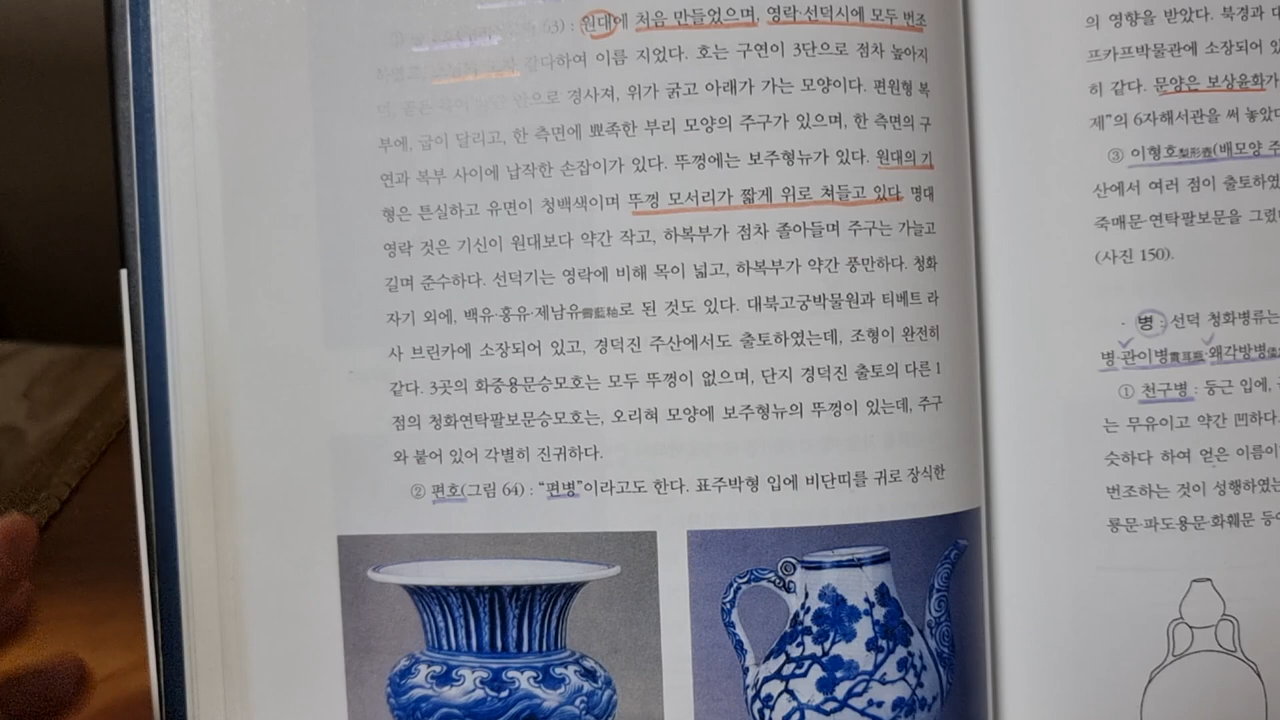 63) : 원대에 처음 만들었으며, 영락·선덕시에 모두 번조
같다하여 이름 지었다. 호는 구연이 3단으로 점차 높아지
안으로 경사져, 위가 굵고 아래가 가는 모양이다. 편원형 복
부에, 굽이 달리고, 한 측면에 뾰족한 부리 모양의 주구가 있으며, 한 측면의 구
연과 복부 사이에 납작한 손잡이가 있다. 뚜껑에는 보주형뉴가 있다. 원대의 기
형은 튼실하고 유면이 청백색이며 뚜껑 모서리가 짧게 위로 쳐들고 있다. 명대
영락 것은 기신이 원대보다 약간 작고, 하복부가 점차 졸아들며 주구는 가늘고
길며 준수하다. 선덕기는 영락에 비해 목이 넓고, 하복부가 약간 풍만하다. 청화
자기 외에, 백유·홍유·제남유霽藍釉로 된 것도 있다. 대북고궁박물원과 티베트 라
사 브린카에 소장되어 있고, 경덕진 주산에서도 출토하였는데, 조형이 완전히
같다. 3곳의 화중용문승모호는 모두 뚜껑이 없으며, 단지 경덕진 출토의 다른 1
점의 청화연탁팔보문승모호는, 오리혀 모양에 보주형뉴의 뚜껑이 있는데, 주구
와 붙어 있어 각별히 진귀하다.
② 편호(그림 64) : “편병”이라고도 한다. 표주박형 입에 비단띠를 귀로 장식한
의 영향을 받았다. 북경과 대
프카프박물관에 소장되어 있
히 같다. 문양은 보상윤화가
제”의 6자해서관을 써 놓았다
③ 이형호梨形壺(배모양 주
산에서 여러 점이 출토하였
죽매문·연탁팔보문을 그렸
(사진 150).
· 병 : 선덕 청화병류는
병·관이병貫耳甁·왜각방병
① 천구병 : 둥근 입에,
는 무유이고 약간 凹하다.
슷하다 하여 얻은 이름이
번조하는 것이 성행하였는
룡문·파도용문·화훼문 등이